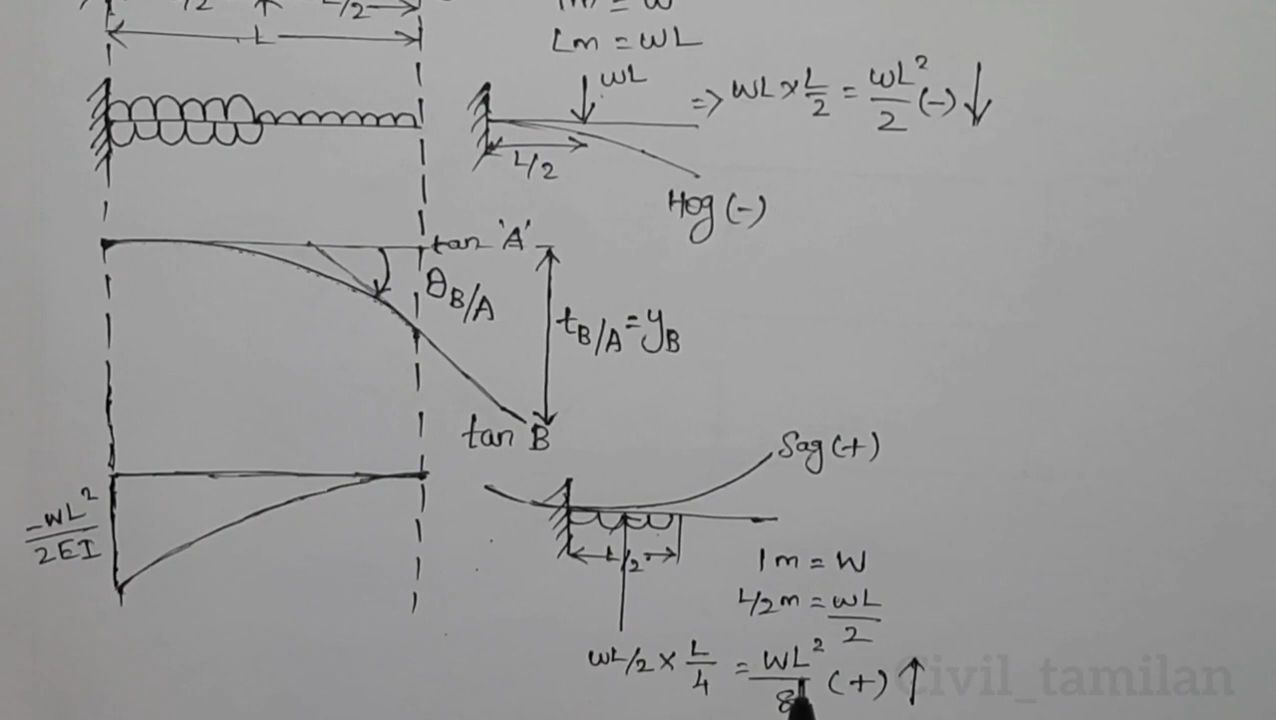 L/2
L
Lm = WL
WL
=> WL × L/2 = WL²/2 (-) ↓
L/2
Hog (-)
tan 'A'
θB/A
tB/A = yB
tan B
Sag (+)
-WL²/2EI
L/2
1m = W
L/2 m = WL/2
WL/2 × L/4 = WL²/8 (+) ↑
Civil_tamilan